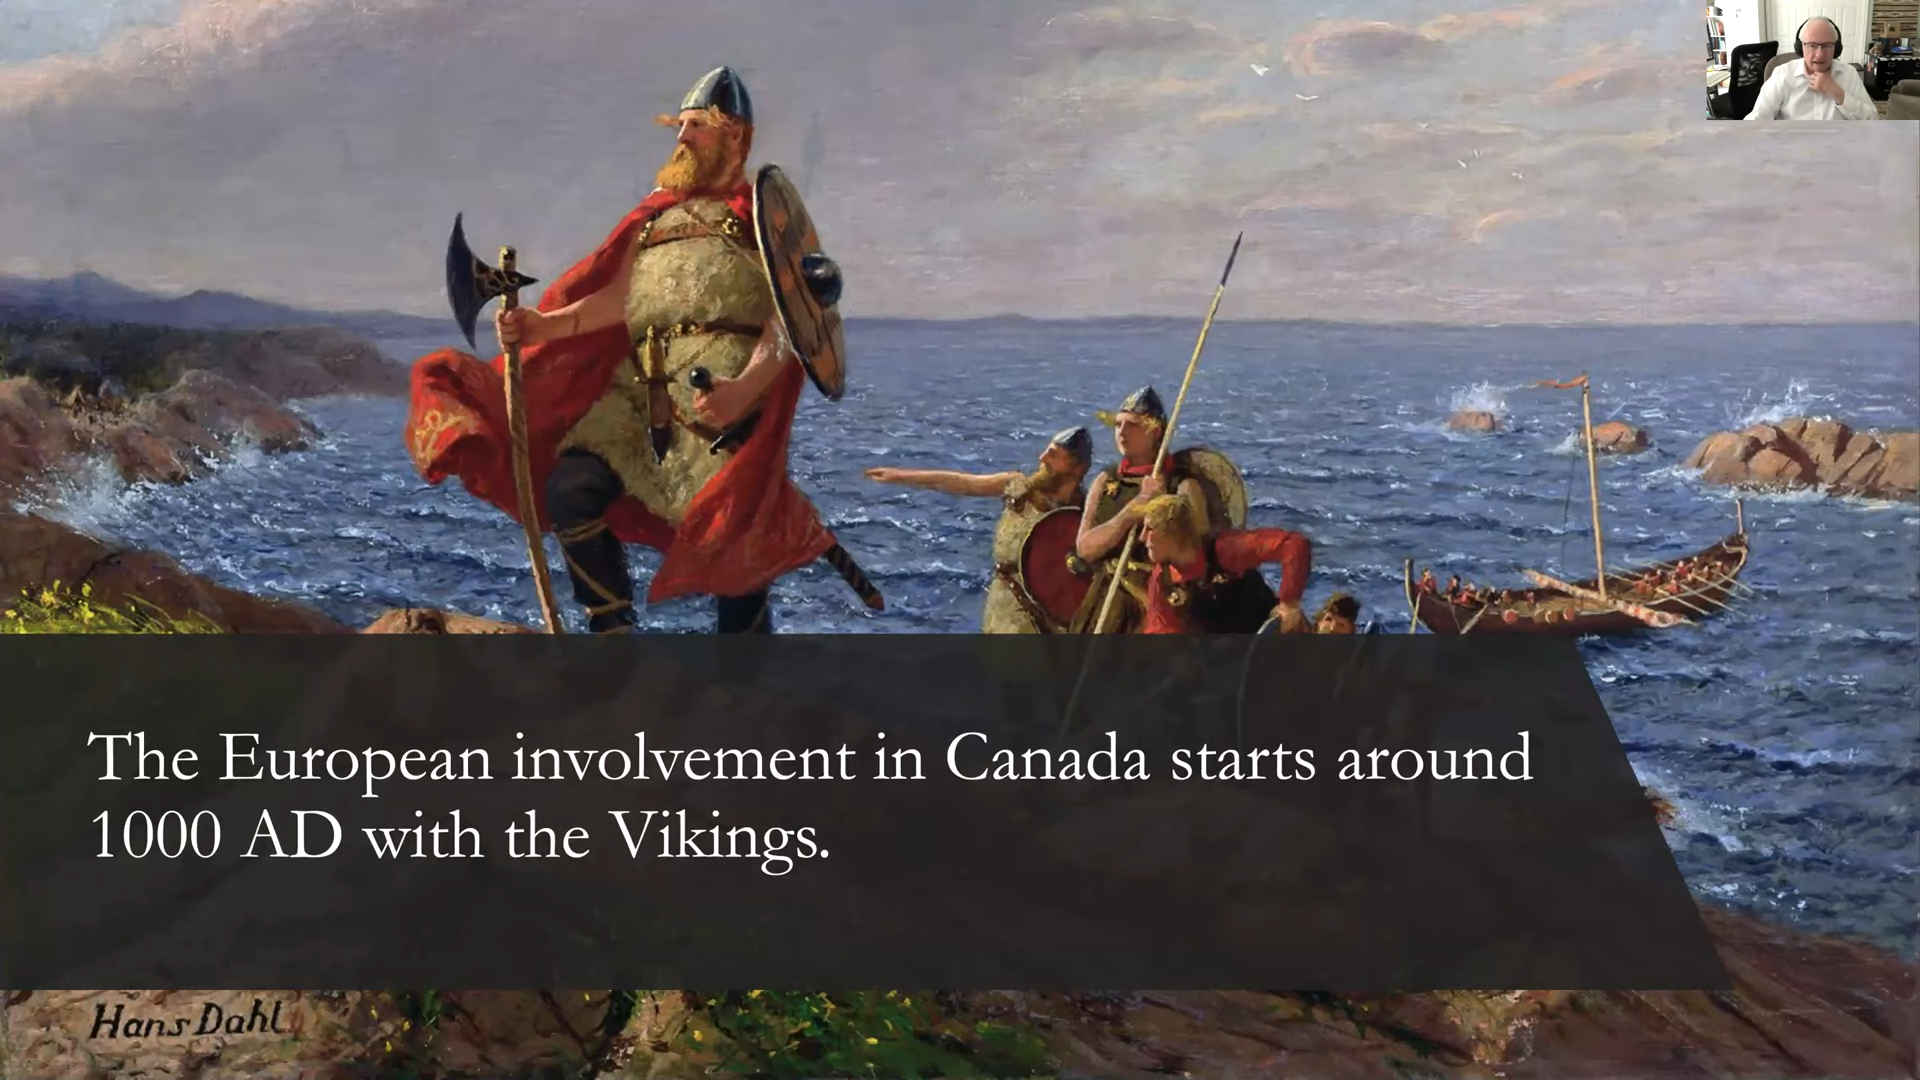 The European involvement in Canada starts around
1000 AD with the Vikings.
Hans Dahl